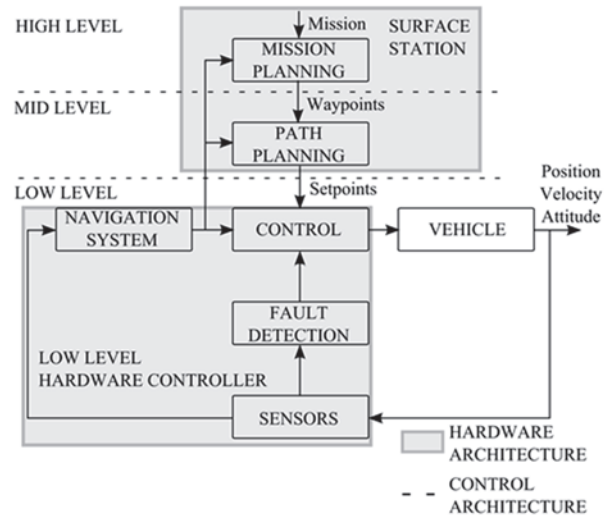 HIGH LEVEL
Mission
SURFACE
STATION
MISSION
PLANNING
Waypoints
MID LEVEL
PATH
PLANNING
Setpoints
LOW LEVEL
Position
Velocity
Attitude
NAVIGATION
SYSTEM
CONTROL
VEHICLE
FAULT
DETECTION
LOW LEVEL
HARDWARE CONTROLLER
SENSORS
HARDWARE
ARCHITECTURE
CONTROL
ARCHITECTURE